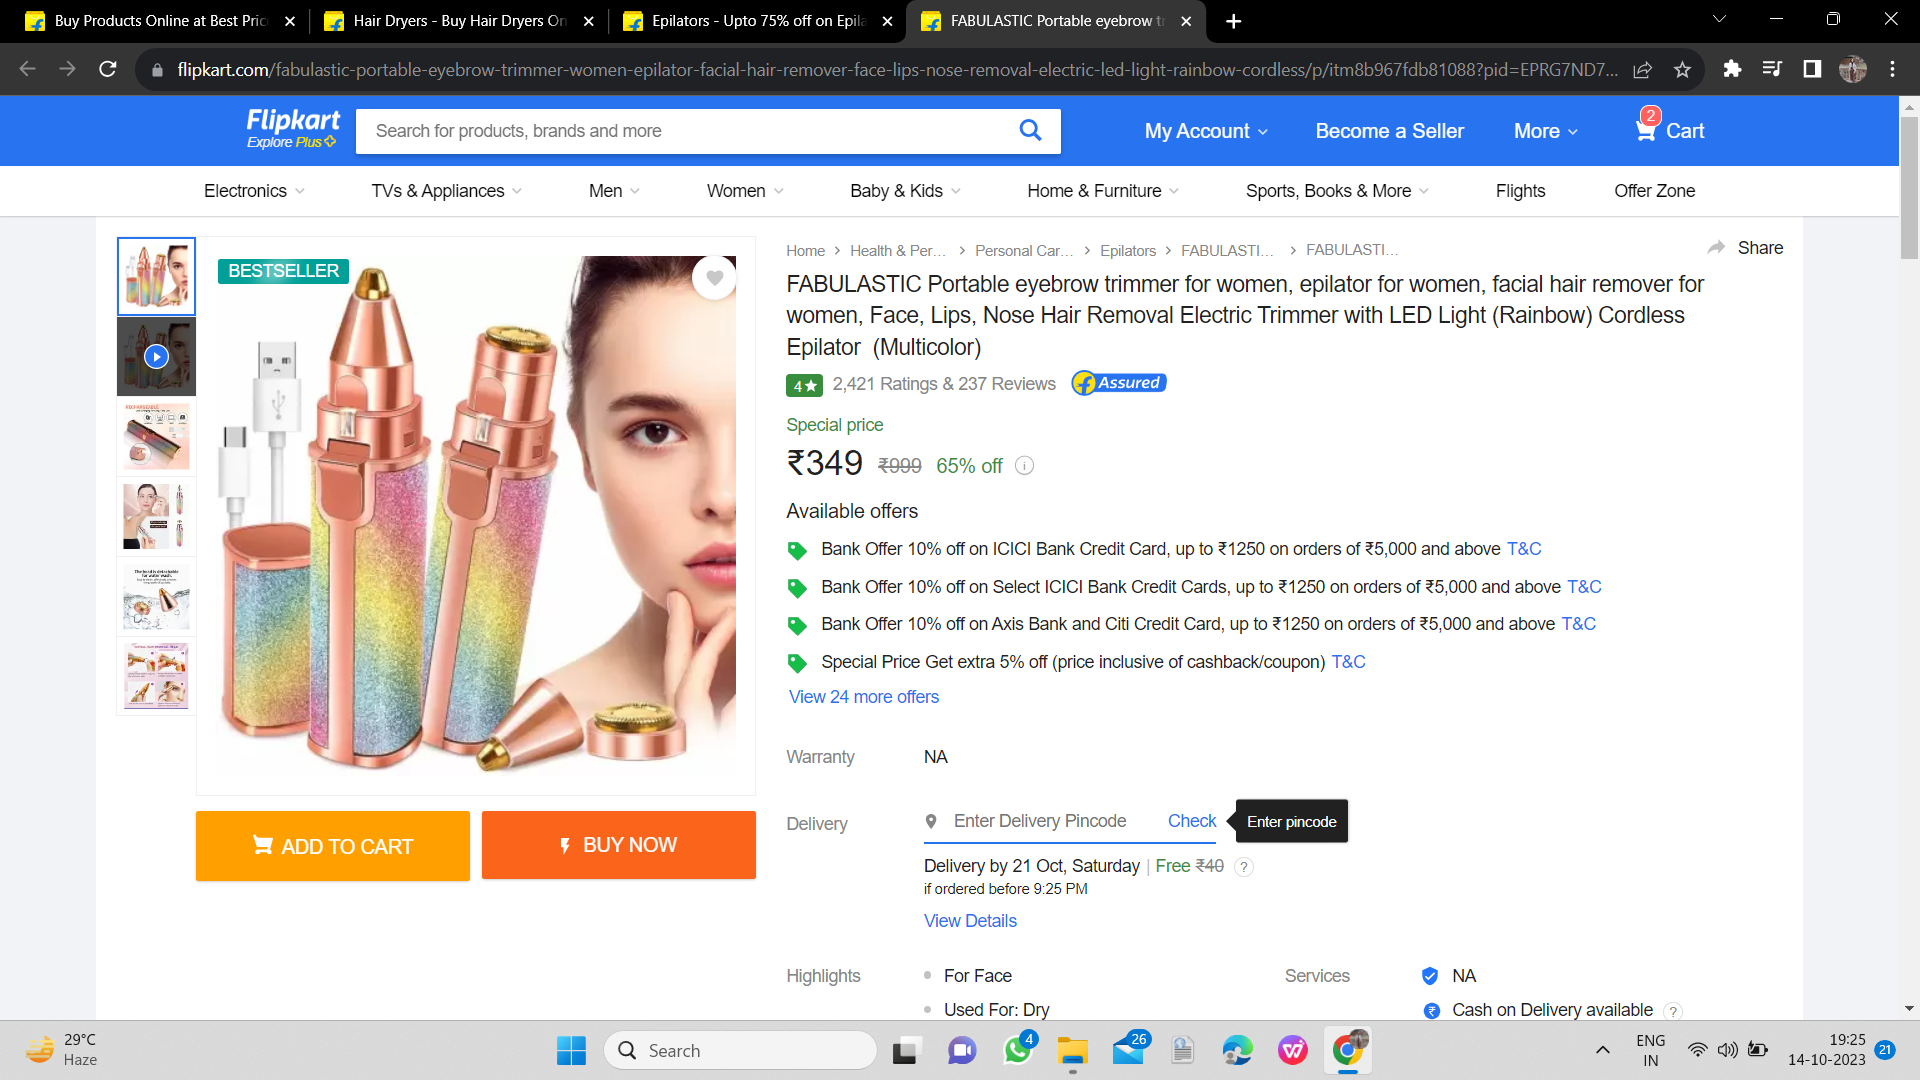 Buy Products Online at Best Pric
Hair Dryers - Buy Hair Dryers On
Epilators - Upto 75% off on Epila
FABULASTIC Portable eyebrow tr
flipkart.com/fabulastic-portable-eyebrow-trimmer-women-epilator-facial-hair-remover-face-lips-nose-removal-electric-led-light-rainbow-cordless/p/itm8b967fdb81088?pid=EPRG7ND7...
Flipkart
Explore Plus
Search for products, brands and more
My Account
Become a Seller
More
2
Cart
Electronics
TVs & Appliances
Men
Women
Baby & Kids
Home & Furniture
Sports, Books & More
Flights
Offer Zone
BESTSELLER
RECHARGEABLE
The head is detachable
for water wash.
Home
Health & Per...
Personal Car...
Epilators
FABULASTI...
FABULASTI...
Share
FABULASTIC Portable eyebrow trimmer for women, epilator for women, facial hair remover for
women, Face, Lips, Nose Hair Removal Electric Trimmer with LED Light (Rainbow) Cordless
Epilator (Multicolor)
4★ 2,421 Ratings & 237 Reviews Assured
Special price
₹349 ₹999 65% off
Available offers
Bank Offer 10% off on ICICI Bank Credit Card, up to ₹1250 on orders of ₹5,000 and above T&C
Bank Offer 10% off on Select ICICI Bank Credit Cards, up to ₹1250 on orders of ₹5,000 and above T&C
Bank Offer 10% off on Axis Bank and Citi Credit Card, up to ₹1250 on orders of ₹5,000 and above T&C
Special Price Get extra 5% off (price inclusive of cashback/coupon) T&C
View 24 more offers
Warranty NA
Delivery
Enter Delivery Pincode
Check
Enter pincode
Delivery by 21 Oct, Saturday | Free ₹40 ?
if ordered before 9:25 PM
View Details
ADD TO CART
BUY NOW
Highlights
For Face
Used For: Dry
Services
NA
Cash on Delivery available ?
29°C
Haze
Search
4
26
ENG
IN
19:25
14-10-2023
21